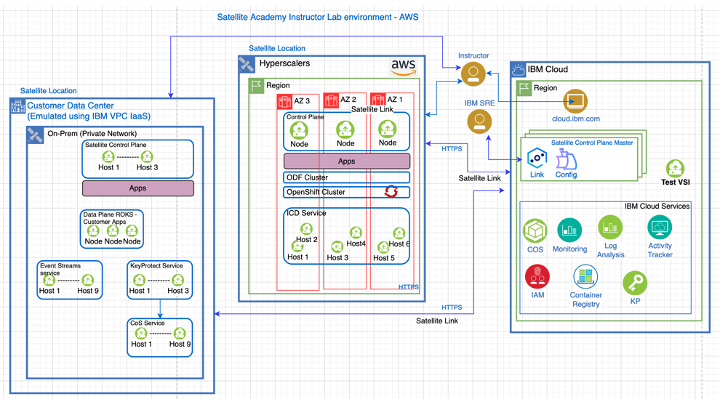 Satellite Academy Instructor Lab environment - AWS
Satellite Location
Hyperscalers
aws
Region
AZ 3
AZ 2
AZ 1
Satellite Link
Control Plane
Node
Node
Node
Apps
ODF Cluster
OpenShift Cluster
ICD Service
Host 2
Host4
Host 6
Host 1
Host 3
Host 5
HTTPS
Instructor
IBM SRE
HTTPS
Satellite Link
HTTPS
Satellite Link
Satellite Location
Customer Data Center
(Emulated using IBM VPC IaaS)
On-Prem (Private Network)
Satellite Control Plane
Host 1
Host 3
Apps
Data Plane ROKS -
Customer Apps
Node
Node
Node
Event Streams
service
Host 1
Host 9
KeyProtect Service
Host 1
Host 3
CoS Service
Host 1
Host 9
IBM Cloud
Region
cloud.ibm.com
Satellite Control Plane Master
Link
Config
Test VSI
IBM Cloud Services
COS
Monitoring
Log
Analysis
Activity
Tracker
IAM
Container
Registry
KP